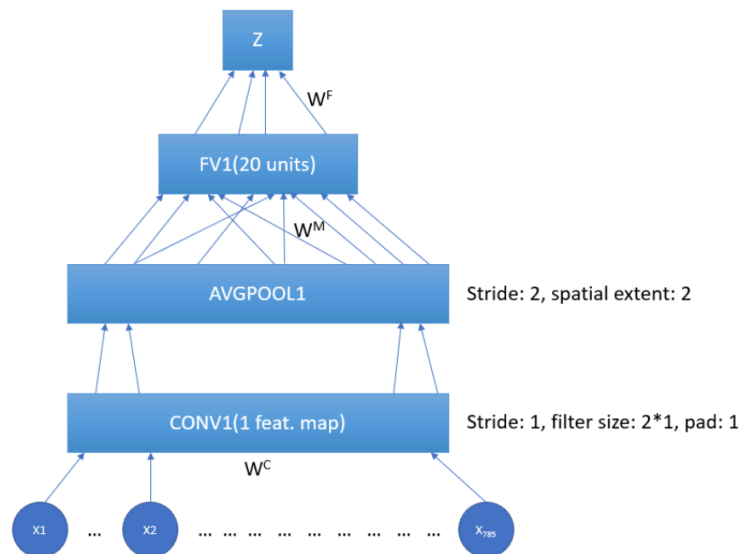 Z
W^F
FV1(20 units)
W^M
AVGPOOL1
Stride: 2, spatial extent: 2
CONV1(1 feat. map)
Stride: 1, filter size: 2*1, pad: 1
W^C
X1 ... X2 ... ... ... ... ... ... ... ... ... X₇₈₅